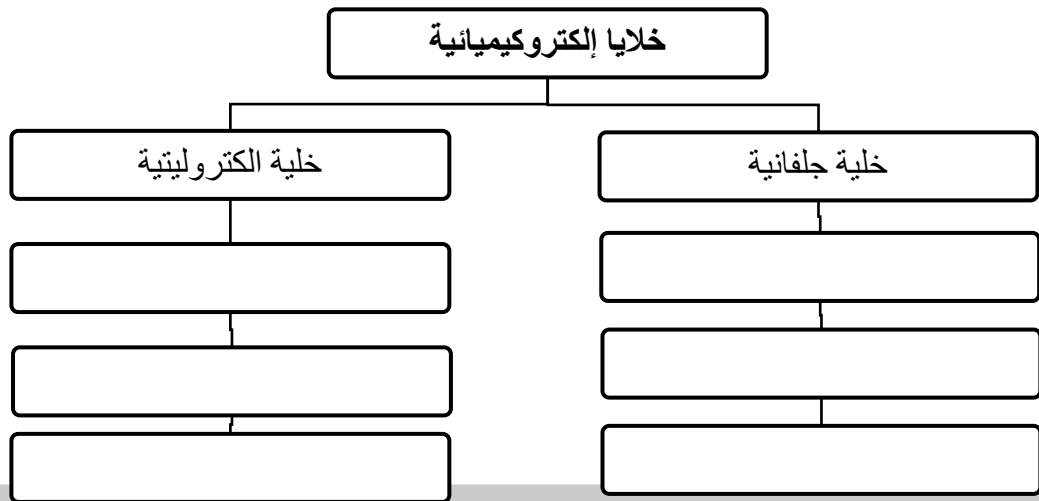 خلايا إلكتروكيميائية
خلية جلفانية
خلية الكتروليتية